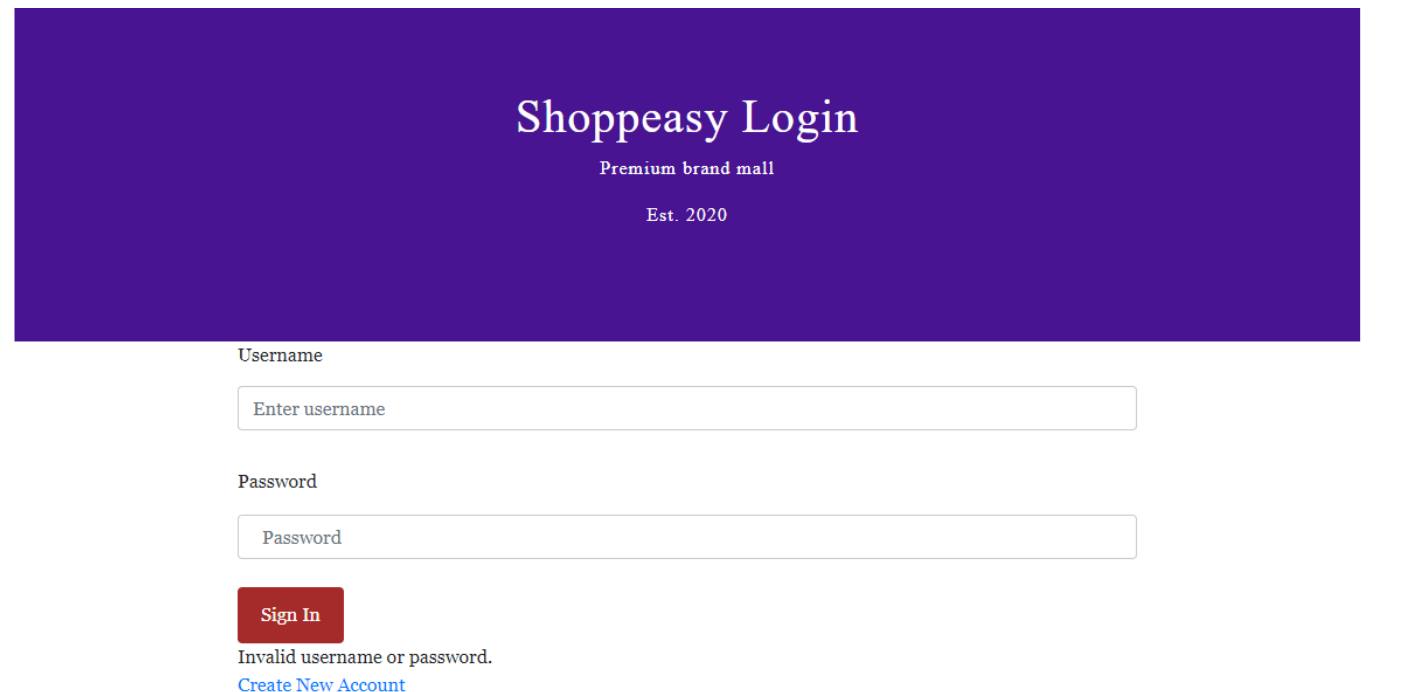 Shoppeasy Login
Premium brand mall
Est. 2020
Username
Enter username
Password
Password
Sign In
Invalid username or password.
Create New Account